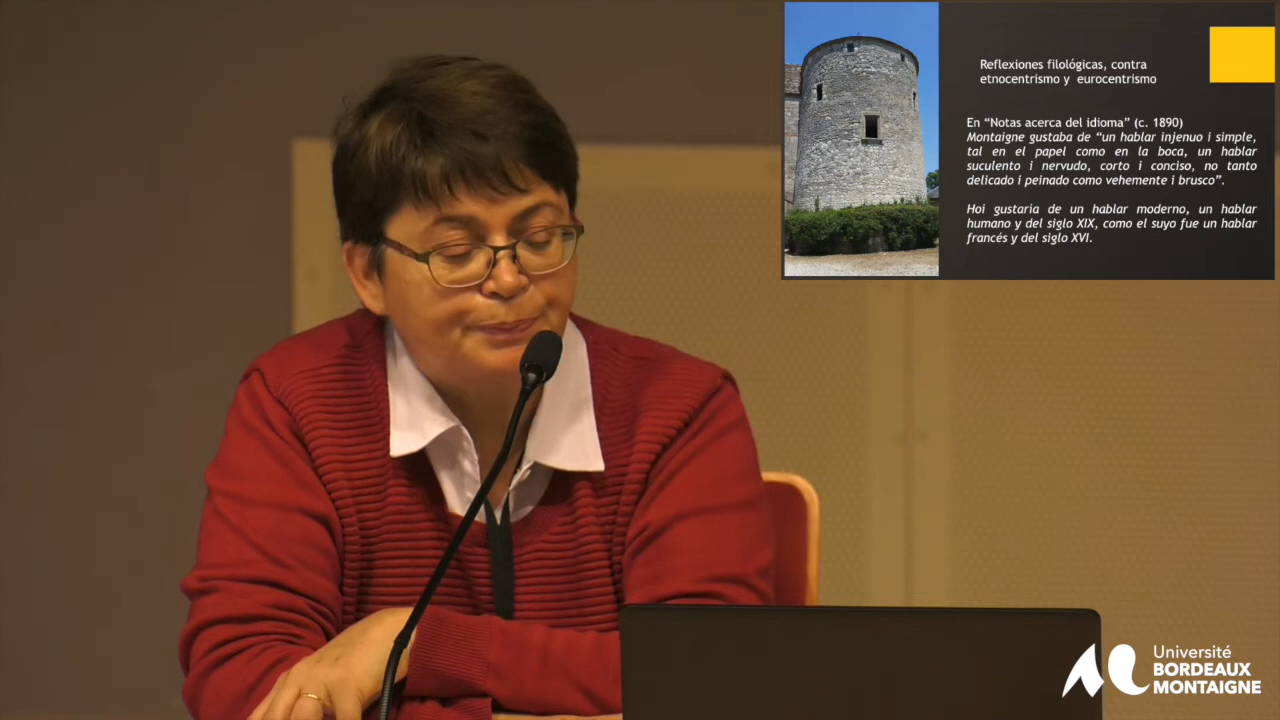 Reflexiones filológicas, contra
etnocentrismo y eurocentrismo
En “Notas acerca del idioma” (c. 1890)
Montaigne gustaba de “un hablar injenuo i simple,
tal en el papel como en la boca, un hablar
suculento i nervudo, corto i conciso, no tanto
delicado i peinado como vehemente i brusco”.
Hoi gustaria de un hablar moderno, un hablar
humano y del siglo XIX, como el suyo fue un hablar
francés y del siglo XVI.
Université
BORDEAUX
MONTAIGNE